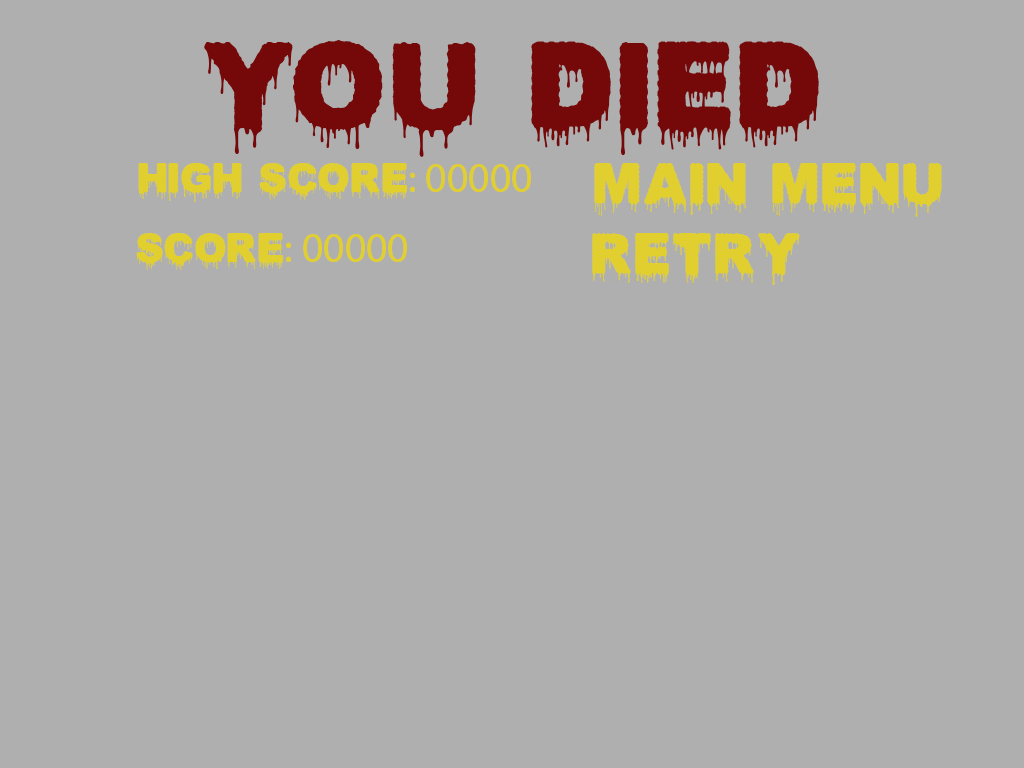 YOU DIED
HIGH SCORE: 00000
SCORE: 00000
MAIN MENU
RETRY